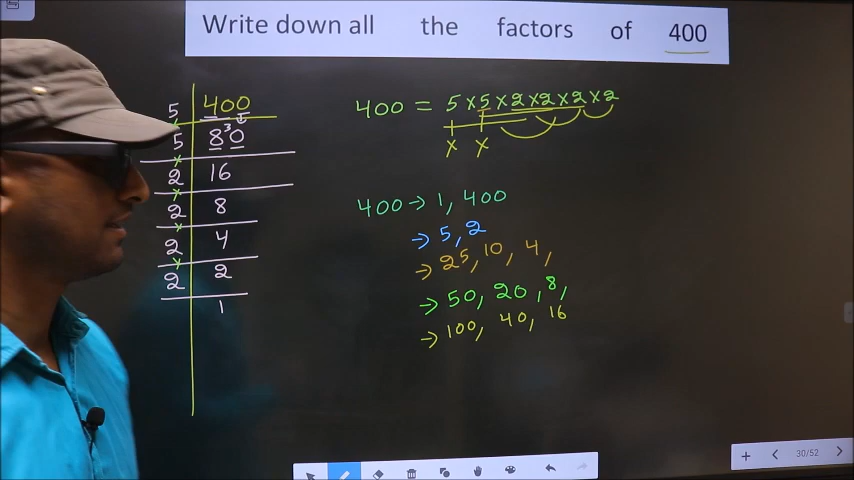 Write down all the factors of 400
5 400
5 8³0
2 16
2 8
2 4
2 2
1
400 = 5×5×2×2×2×2
× ×
400 → 1, 400
→ 5, 2
→ 25, 10, 4,
→ 50, 20, 8,
→ 100, 40, 16
30/52